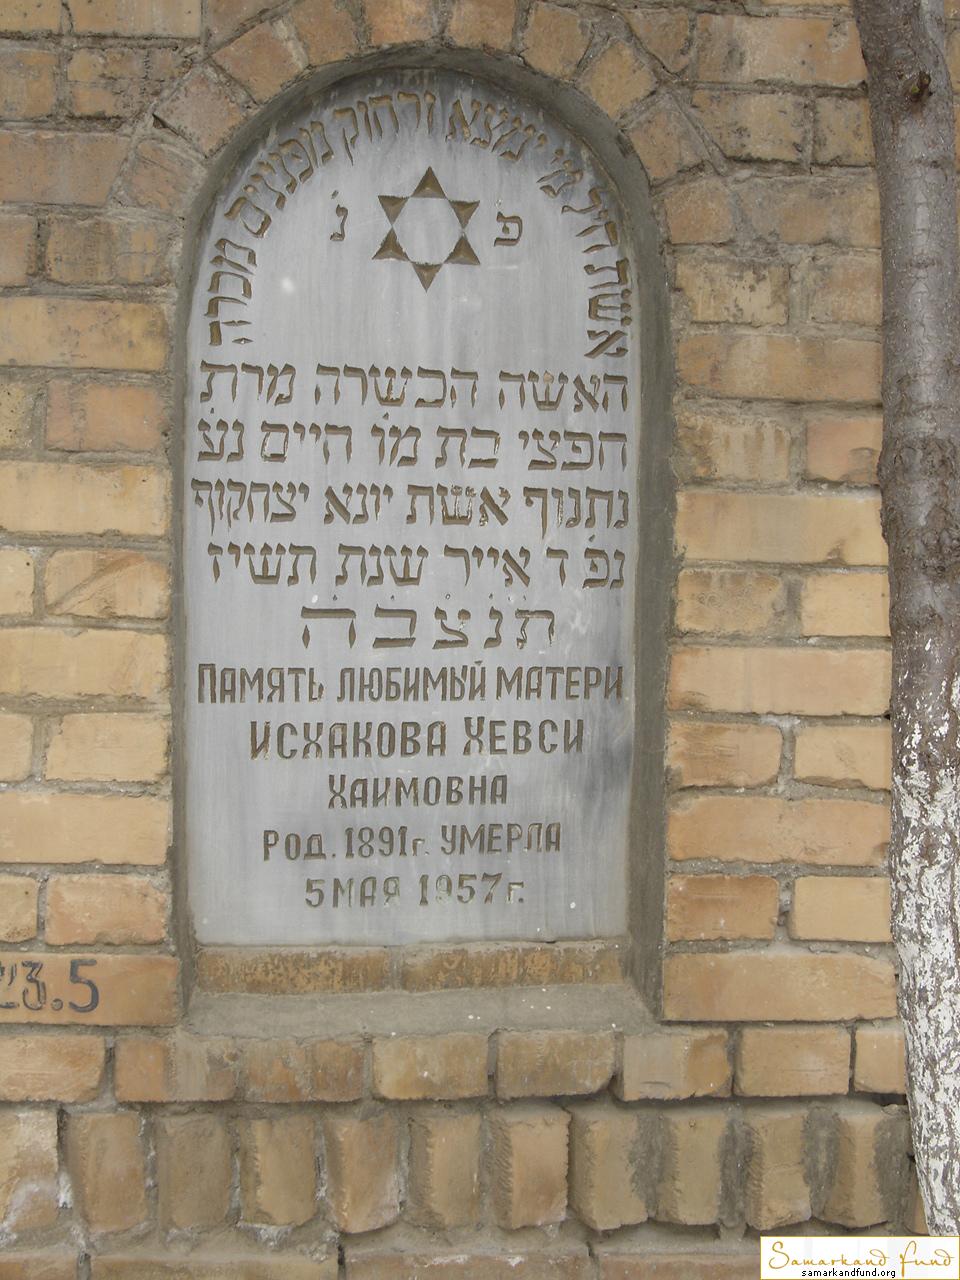 אשת חיל מי ימצא ורחוק מפנינים מכרה
פ נ
האשה הכשרה מרת
חפצי בת מו חיים נע
נתנוף אשת יונא יצחקוף
נפ ד אייר שנת תשיז
תנצבה
ПАМЯТЬ ЛЮБИМЫЙ МАТЕРИ
ИСХАКОВА ХЕВСИ
ХАИМОВНА
РОД. 1891г. УМЕРЛА
5 МАЯ 1957г.
23.5
Samarkand fund
samarkandfund.org